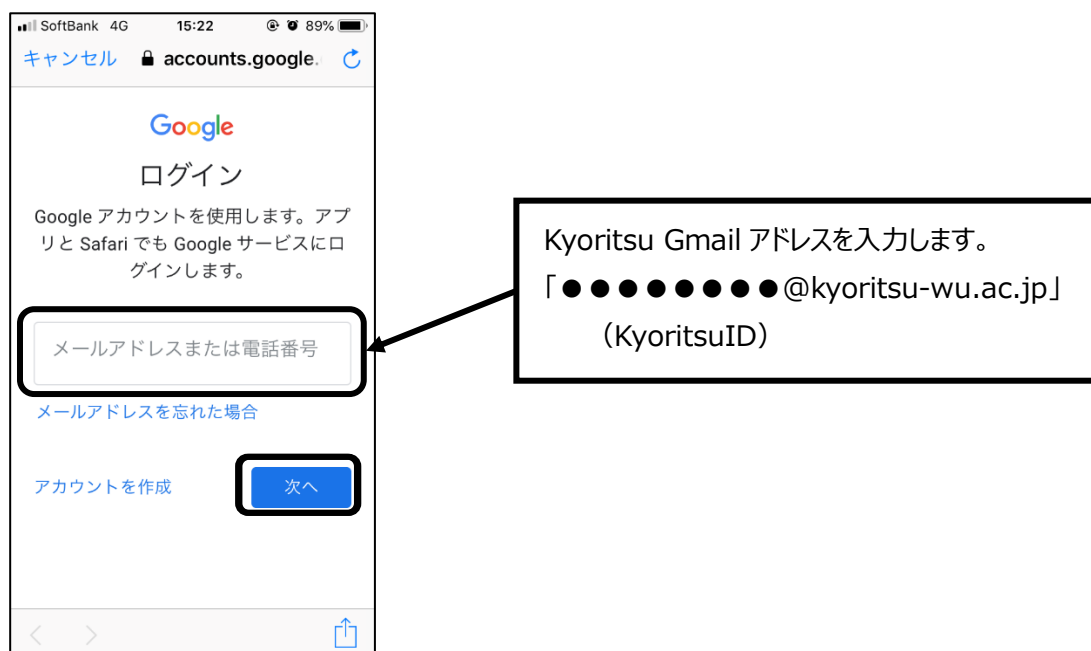 SoftBank 4G 15:22 89%
キャンセル accounts.google.
Google
ログイン
Google アカウントを使用します。アプ
リと Safari でも Google サービスにロ
グインします。
メールアドレスまたは電話番号
メールアドレスを忘れた場合
アカウントを作成 次へ
Kyoritsu Gmail アドレスを入力します。
「●●●●●●●●@kyoritsu-wu.ac.jp」
（KyoritsuID）